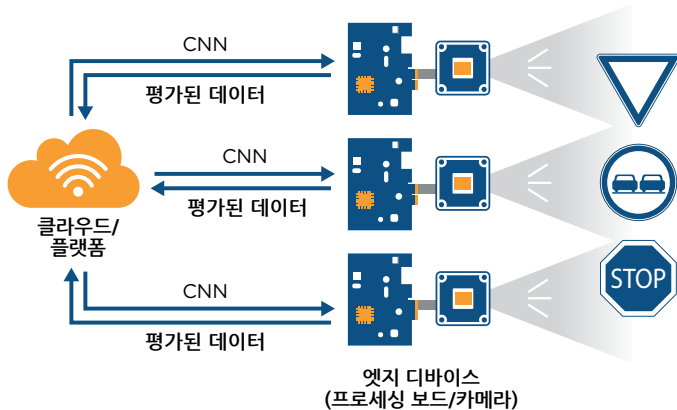 CNN
평가된 데이터
CNN
평가된 데이터
클라우드/
플랫폼
CNN
평가된 데이터
STOP
엣지 디바이스
(프로세싱 보드/카메라)